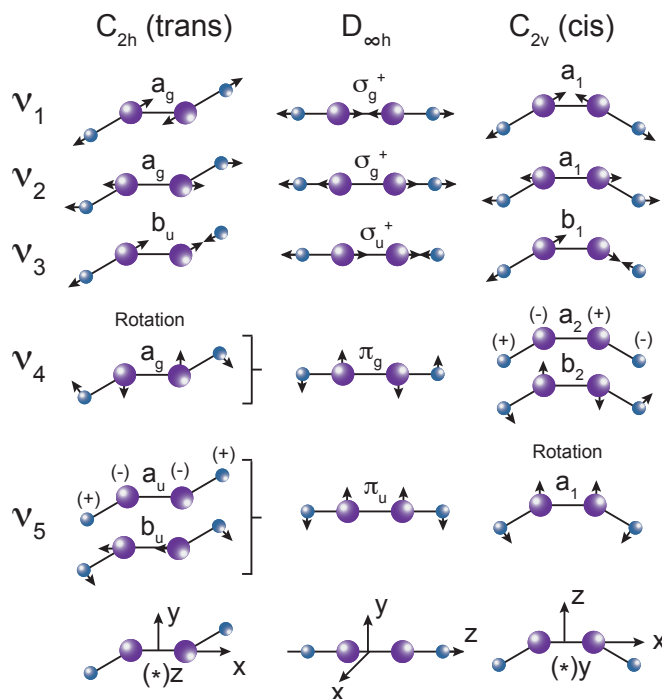 C2h (trans) D∞h C2v (cis)
ν1 ag σg+ a1
ν2 ag σg+ a1
ν3 bu σu+ b1
Rotation (-) a2 (+)
(+) (-)
ν4 ag πg b2
(+) Rotation
(-) au (-) a1
(+)
ν5 bu πu
y y z
(*)z x z (*)y x
x